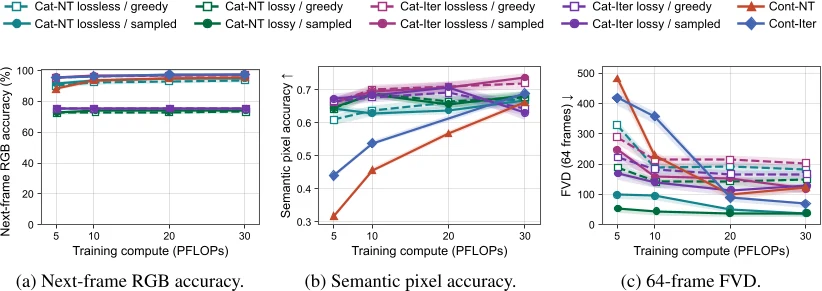 Cat-NT lossless / greedy Cat-NT lossy / greedy Cat-Iter lossless / greedy Cat-Iter lossy / greedy Cont-NT
Cat-NT lossless / sampled Cat-NT lossy / sampled Cat-Iter lossless / sampled Cat-Iter lossy / sampled Cont-Iter
Next-frame RGB accuracy (%)
100
80
60
40
20
0
5 10 20 30
Training compute (PFLOPs)
(a) Next-frame RGB accuracy.
Semantic pixel accuracy ↑
0.7
0.6
0.5
0.4
0.3
5 10 20 30
Training compute (PFLOPs)
(b) Semantic pixel accuracy.
FVD (64 frames) ↓
500
400
300
200
100
0
5 10 20 30
Training compute (PFLOPs)
(c) 64-frame FVD.